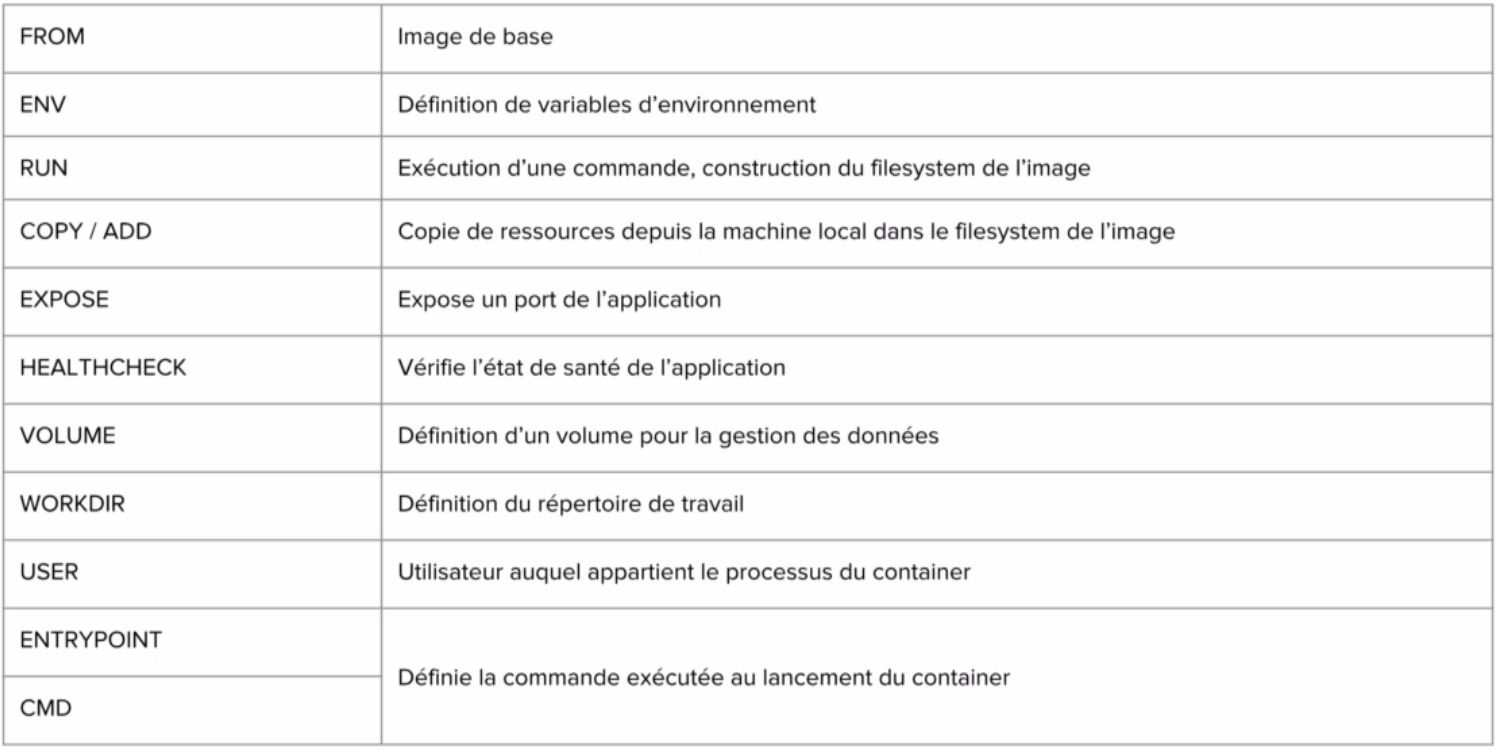 FROM
Image de base
ENV
Définition de variables d’environnement
RUN
Exécution d’une commande, construction du filesystem de l’image
COPY / ADD
Copie de ressources depuis la machine local dans le filesystem de l’image
EXPOSE
Expose un port de l’application
HEALTHCHECK
Vérifie l’état de santé de l’application
VOLUME
Définition d’un volume pour la gestion des données
WORKDIR
Définition du répertoire de travail
USER
Utilisateur auquel appartient le processus du container
ENTRYPOINT
Définie la commande exécutée au lancement du container
CMD